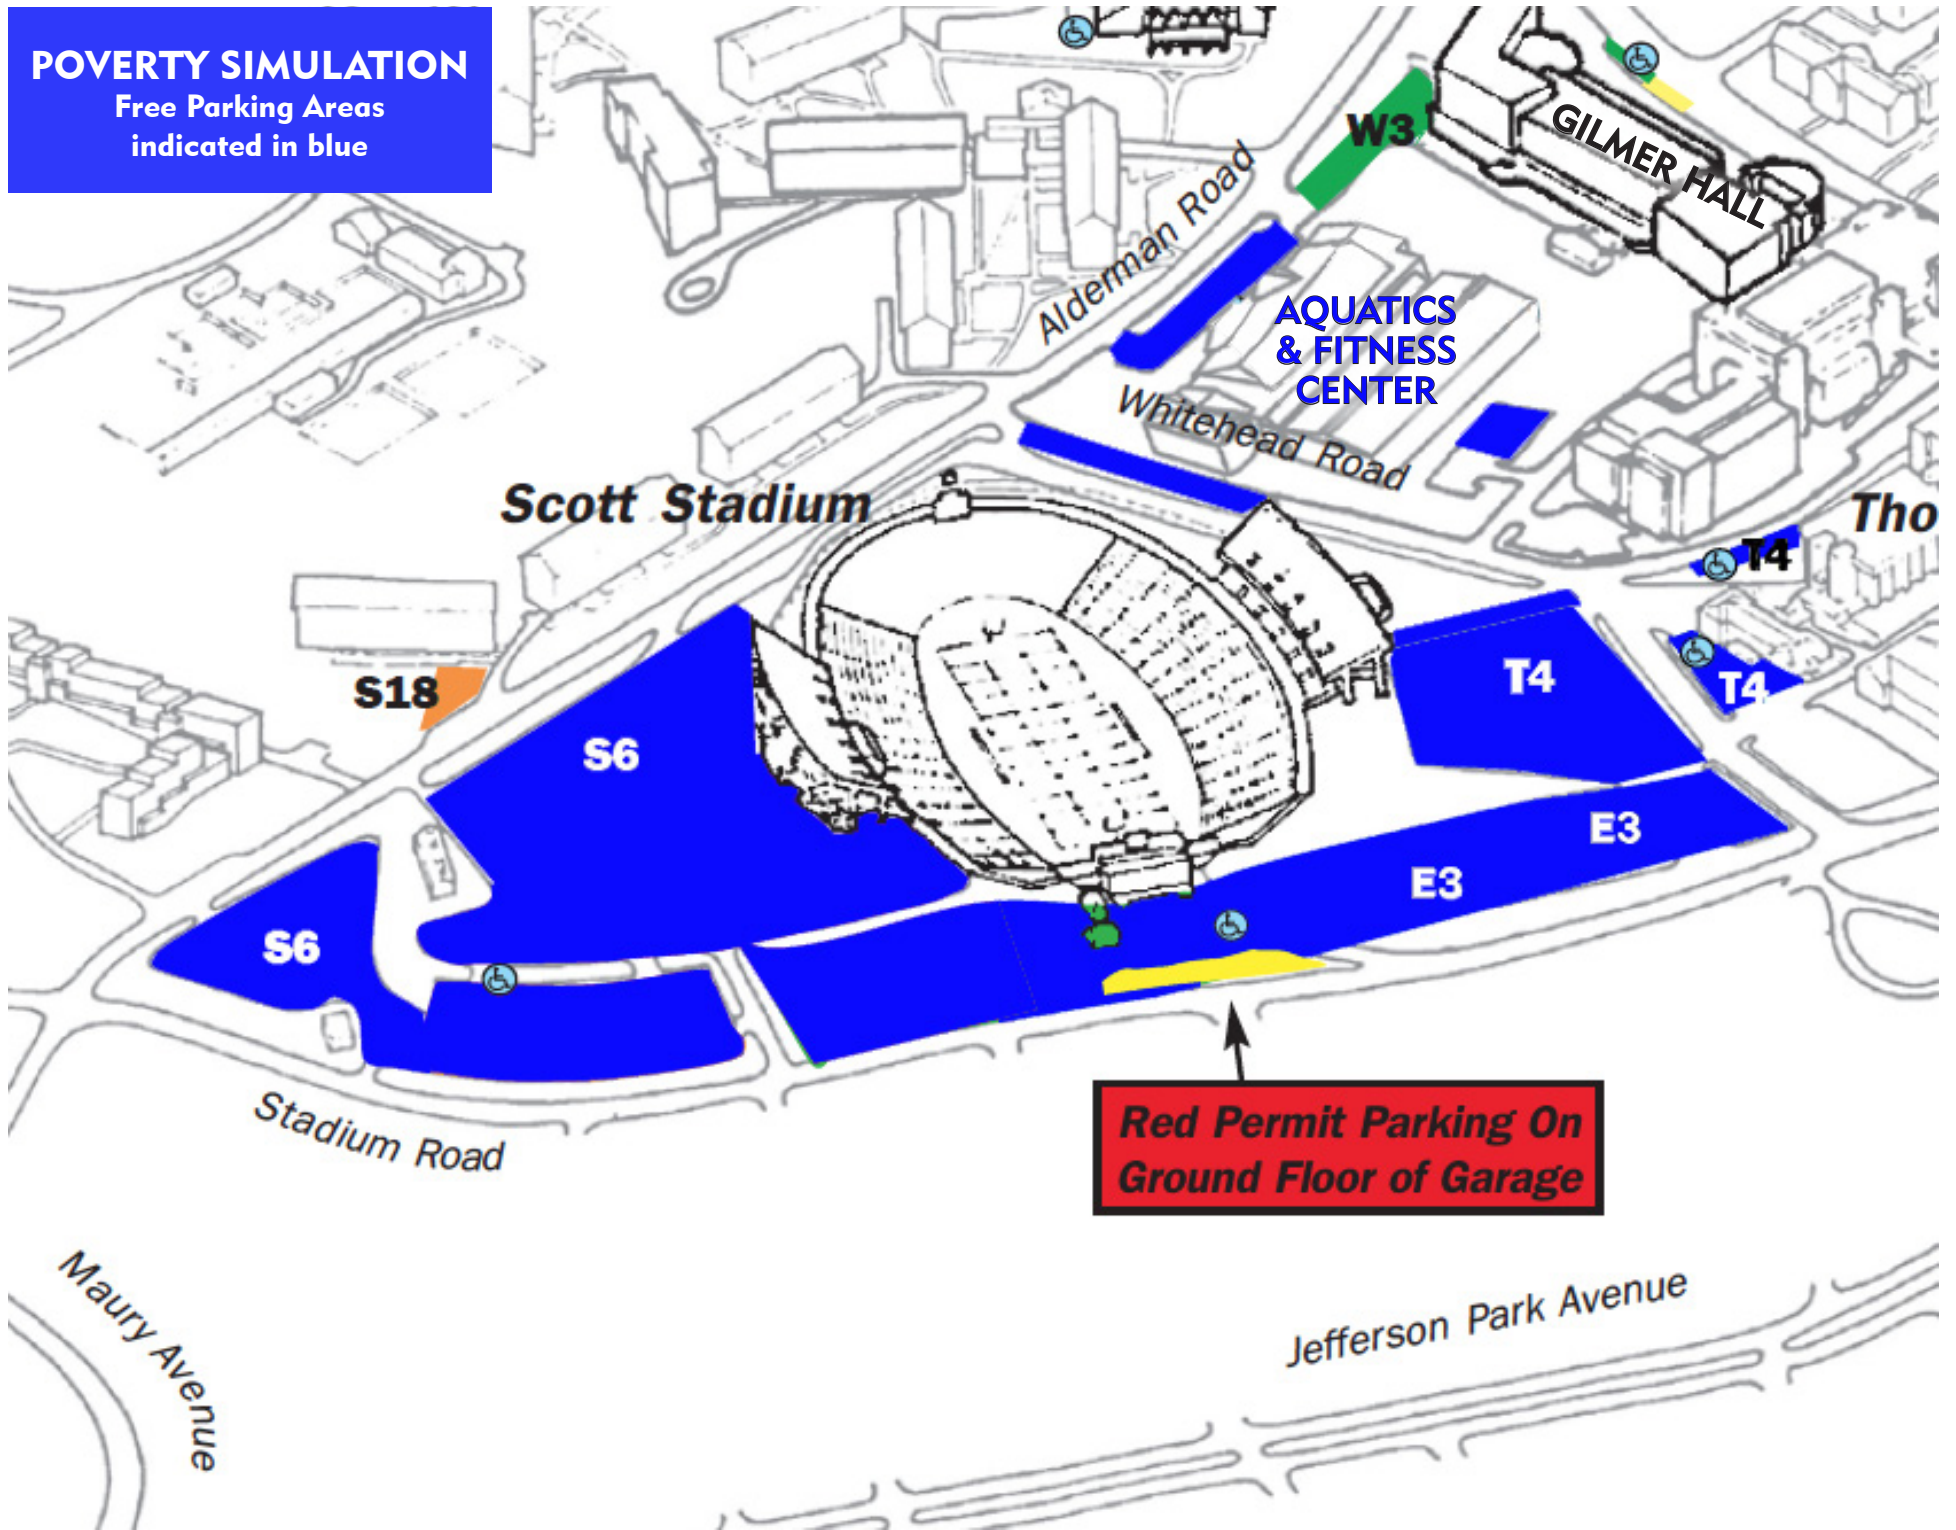 POVERTY SIMULATION
Free Parking Areas
indicated in blue
W3
GILMER HALL
Alderman Road
AQUATICS
& FITNESS
CENTER
Whitehead Road
Scott Stadium
Tho
T4
S18
S6
T4
T4
E3
E3
S6
Red Permit Parking On
Ground Floor of Garage
Stadium Road
Maury Avenue
Jefferson Park Avenue